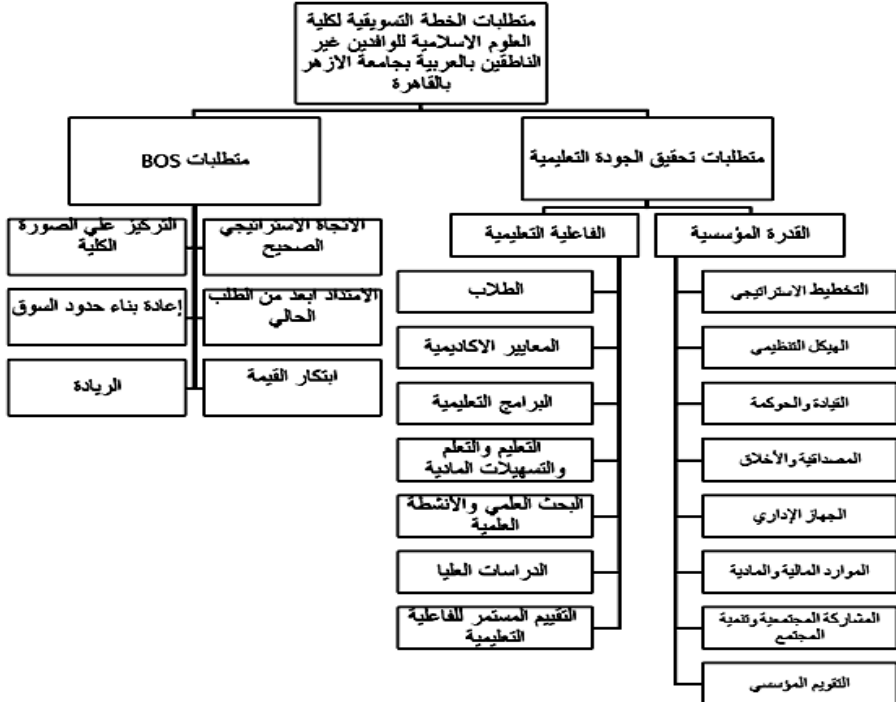 متطلبات الخطة التسويقية لكلية
العلوم الاسلامية للوافدين غير
الناطقين بالعربية بجامعة الازهر
بالقاهرة
متطلبات تحقيق الجودة التعليمية
القدرة المؤسسية
التخطيط الاستراتيجي
الهيكل التنظيمي
القيادة والحوكمة
المصداقية والأخلاق
الجهاز الإداري
الموارد المالية والمادية
المشاركة المجتمعية وتنمية
المجتمع
التقويم المؤسسي
الفاعلية التعليمية
الطلاب
المعايير الاكاديمية
البرامج التعليمية
التعليم والتعلم
والتسهيلات المادية
البحث العلمي والأنشطة
العلمية
الدراسات العليا
التقييم المستمر للفاعلية
التعليمية
متطلبات BOS
الاتجاة الاستراتيجي
الصحيح
التركيز علي الصورة
الكلية
الامتداد ابعد من الطلب
الحالي
إعادة بناء حدود السوق
ابتكار القيمة
الريادة